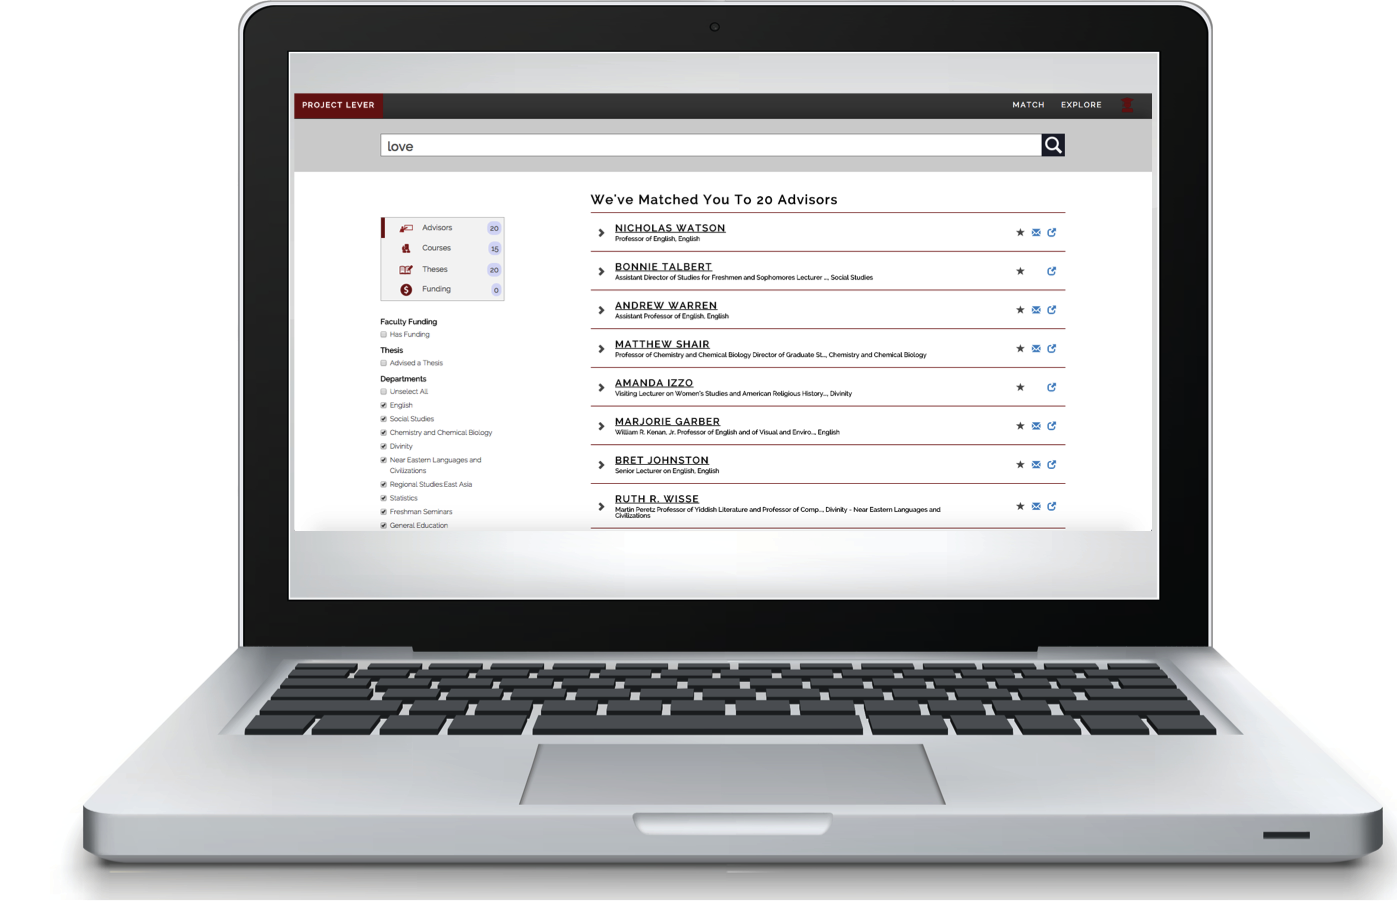 PROJECT LEVER
MATCH EXPLORE
love
We've Matched You To 20 Advisors
Advisors 20
Courses 15
Theses 20
Funding 0
Faculty Funding
Has Funding
Thesis
Advised a Thesis
Departments
Unselect All
English
Social Studies
Chemistry and Chemical Biology
Divinity
Near Eastern Languages and
Civilizations
Regional Studies:East Asia
Statistics
Freshman Seminars
General Education
NICHOLAS WATSON
Professor of English, English
BONNIE TALBERT
Assistant Director of Studies for Freshmen and Sophomores Lecturer ..., Social Studies
ANDREW WARREN
Assistant Professor of English, English
MATTHEW SHAIR
Professor of Chemistry and Chemical Biology Director of Graduate St..., Chemistry and Chemical Biology
AMANDA IZZO
Visiting Lecturer on Women's Studies and American Religious History..., Divinity
MARJORIE GARBER
William R. Kenan, Jr. Professor of English and of Visual and Enviro..., English
BRET JOHNSTON
Senior Lecturer on English, English
RUTH R. WISSE
Martin Peretz Professor of Yiddish Literature and Professor of Comp..., Divinity - Near Eastern Languages and
Civilizations